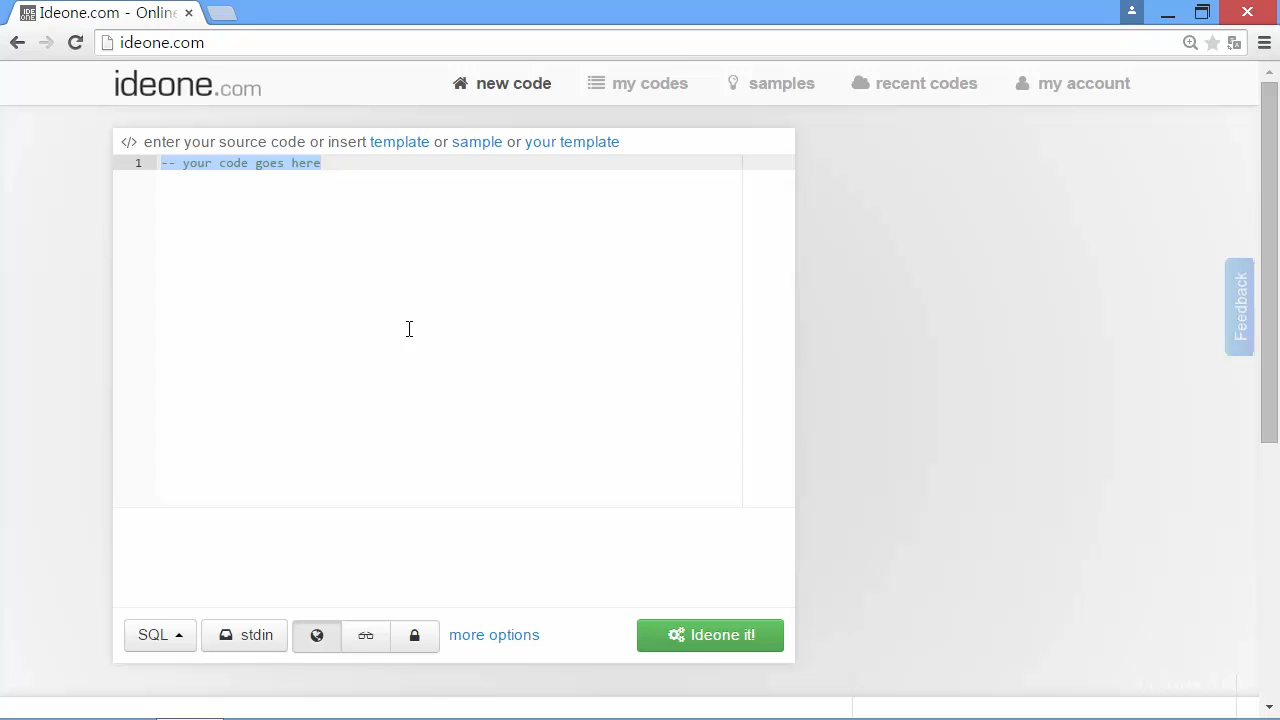 Ideone.com - Online
ideone.com
ideone.com
new code
my codes
samples
recent codes
my account
</> enter your source code or insert template or sample or your template
1 -- your code goes here
Feedback
SQL
stdin
more options
Ideone it!